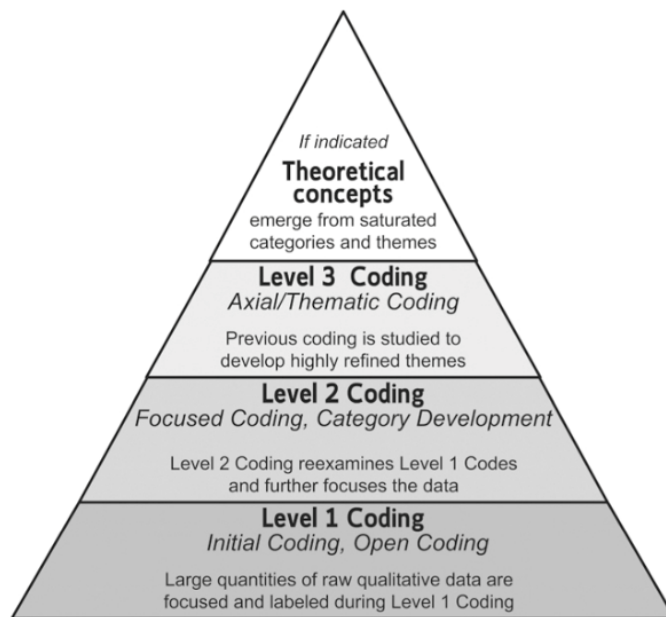 If indicated
Theoretical
concepts
emerge from saturated
categories and themes
Level 3 Coding
Axial/Thematic Coding
Previous coding is studied to
develop highly refined themes
Level 2 Coding
Focused Coding, Category Development
Level 2 Coding reexamines Level 1 Codes
and further focuses the data
Level 1 Coding
Initial Coding, Open Coding
Large quantities of raw qualitative data are
focused and labeled during Level 1 Coding